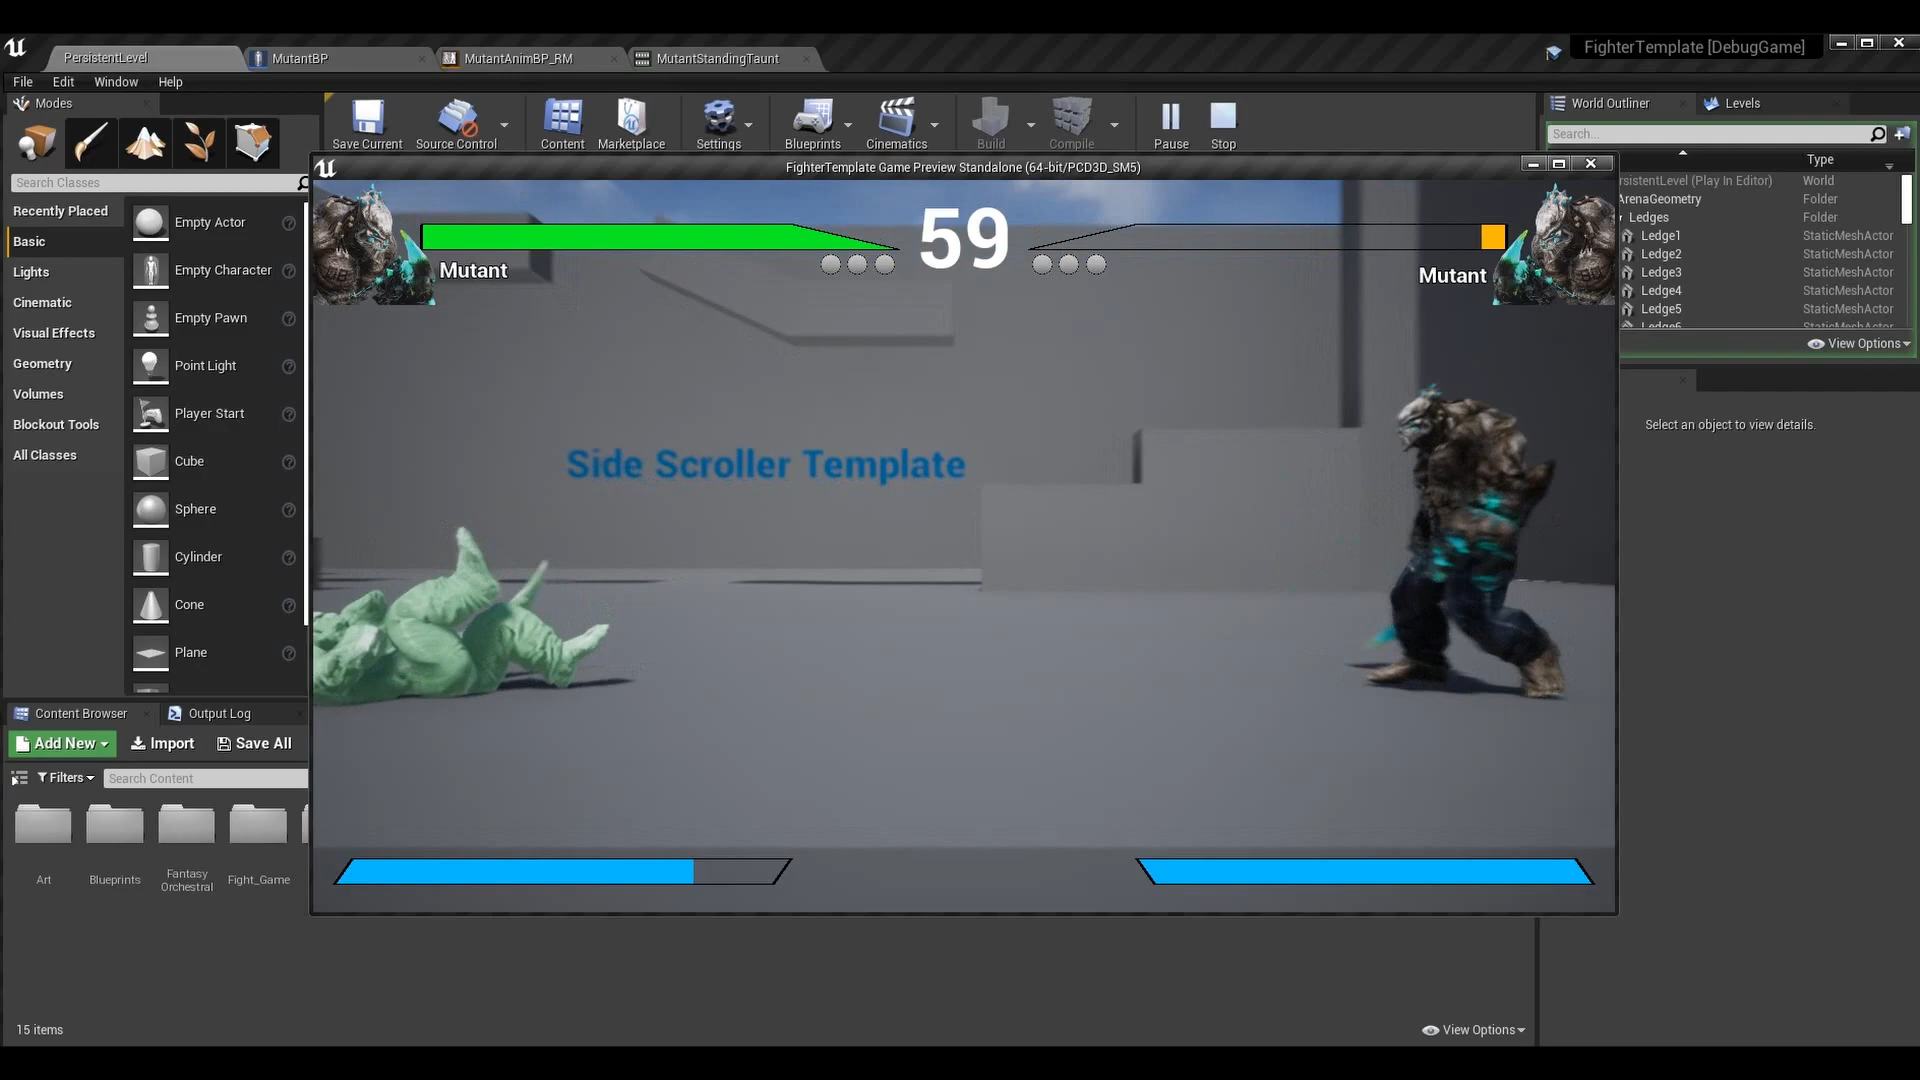 PersistentLevel
MutantBP
MutantAnimBP_RM
MutantStandingTaunt
FighterTemplate [DebugGame]
File
Edit
Window
Help
Modes
World Outliner
Levels
Save Current
Source Control
Content
Marketplace
Settings
Blueprints
Cinematics
Build
Compile
Pause
Stop
Search...
Type
FighterTemplate Game Preview Standalone (64-bit/PCD3D_SM5)
Search Classes
rsistentLevel (Play In Editor)
World
ArenaGeometry
Folder
Ledges
Folder
Ledge1
StaticMeshActor
Ledge2
StaticMeshActor
Ledge3
StaticMeshActor
Ledge4
StaticMeshActor
Ledge5
StaticMeshActor
Ledge6
StaticMeshActor
View Options
Recently Placed
Basic
Lights
Cinematic
Visual Effects
Geometry
Volumes
Blockout Tools
All Classes
Empty Actor
Empty Character
Empty Pawn
Point Light
Player Start
Cube
Sphere
Cylinder
Cone
Plane
59
Mutant
Mutant
Side Scroller Template
Select an object to view details.
Content Browser
Output Log
Add New
Import
Save All
Filters
Search Content
Art
Blueprints
Fantasy
Orchestral
Fight_Game
15 items
View Options